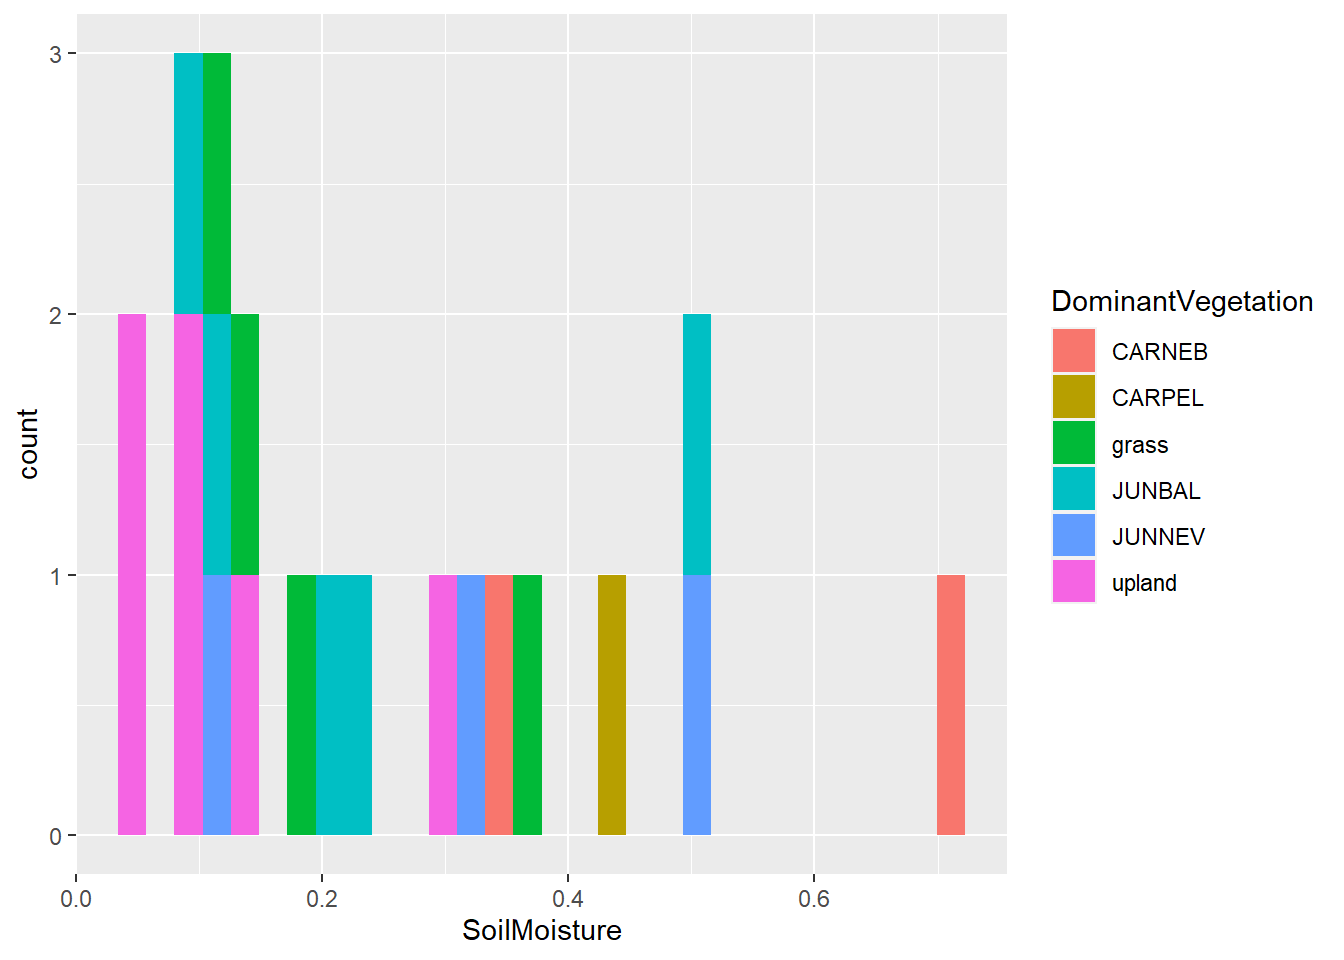 3
2
1
0
count
0.0 0.2 0.4 0.6
SoilMoisture
DominantVegetation
CARNEB
CARPEL
grass
JUNBAL
JUNNEV
upland